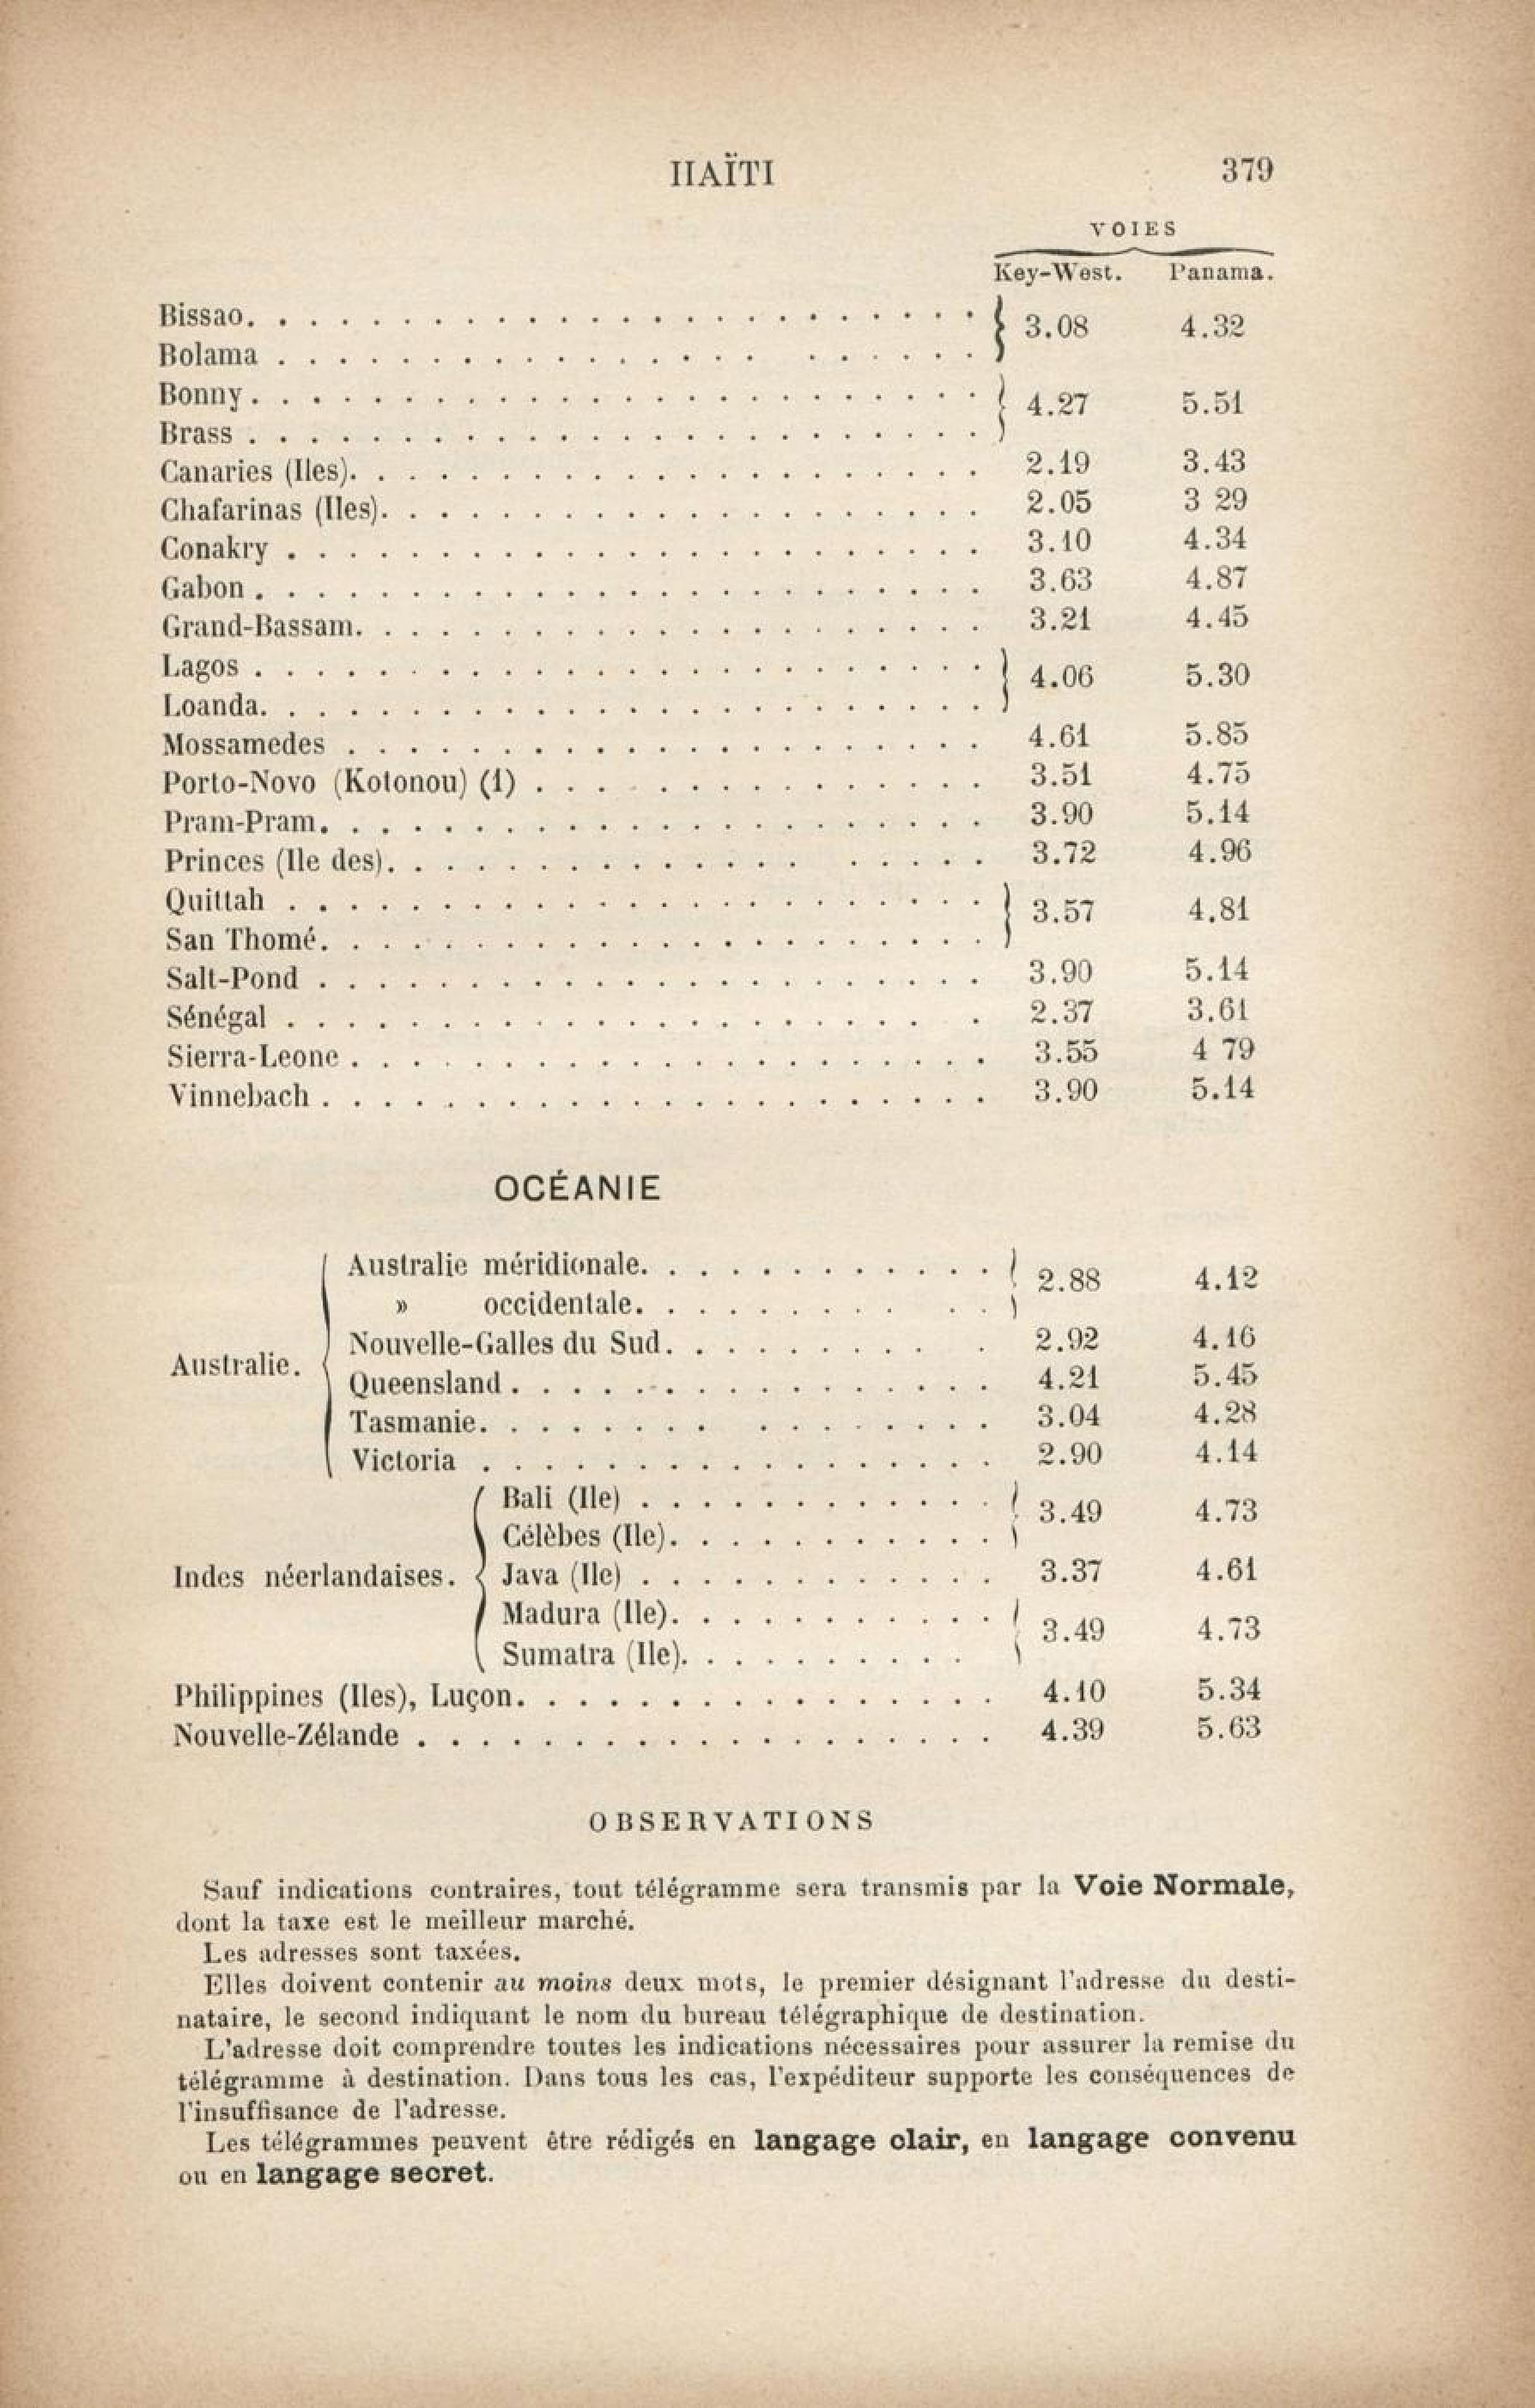 HAÏTI 379
VOIES
Key-West. Panama.
Bissao.
Bolama
3.08 4.32
Bonny.
Brass
4.27 5.51
Canaries (Iles). 2.19 3.43
Chafarinas (Iles). 2.05 3 29
Conakry 3.10 4.34
Gabon 3.63 4.87
Grand-Bassam. 3.21 4.45
Lagos
Loanda.
4.06 5.30
Mossamedes 4.61 5.85
Porto-Novo (Kotonou) (1) 3.51 4.75
Pram-Pram. 3.90 5.14
Princes (Ile des). 3.72 4.96
Quittah
San Thomé.
3.57 4.81
Salt-Pond 3.90 5.14
Sénégal 2.37 3.61
Sierra-Leone 3.55 4 79
Vinnebach 3.90 5.14
OCÉANIE
Australie.
Australie méridionale.
» occidentale.
2.88 4.12
Nouvelle-Galles du Sud. 2.92 4.16
Queensland 4.21 5.45
Tasmanie. 3.04 4.28
Victoria 2.90 4.14
Indes néerlandaises.
Bali (Ile)
Célèbes (Ile).
3.49 4.73
Java (Ile) 3.37 4.61
Madura (Ile).
Sumatra (Ile).
3.49 4.73
Philippines (Iles), Luçon. 4.10 5.34
Nouvelle-Zélande 4.39 5.63
OBSERVATIONS
Sauf indications contraires, tout télégramme sera transmis par la Voie Normale,
dont la taxe est le meilleur marché.
Les adresses sont taxées.
Elles doivent contenir au moins deux mots, le premier désignant l'adresse du desti-
nataire, le second indiquant le nom du bureau télégraphique de destination.
L'adresse doit comprendre toutes les indications nécessaires pour assurer la remise du
télégramme à destination. Dans tous les cas, l'expéditeur supporte les conséquences de
l'insuffisance de l'adresse.
Les télégrammes peuvent être rédigés en langage clair, en langage convenu
ou en langage secret.